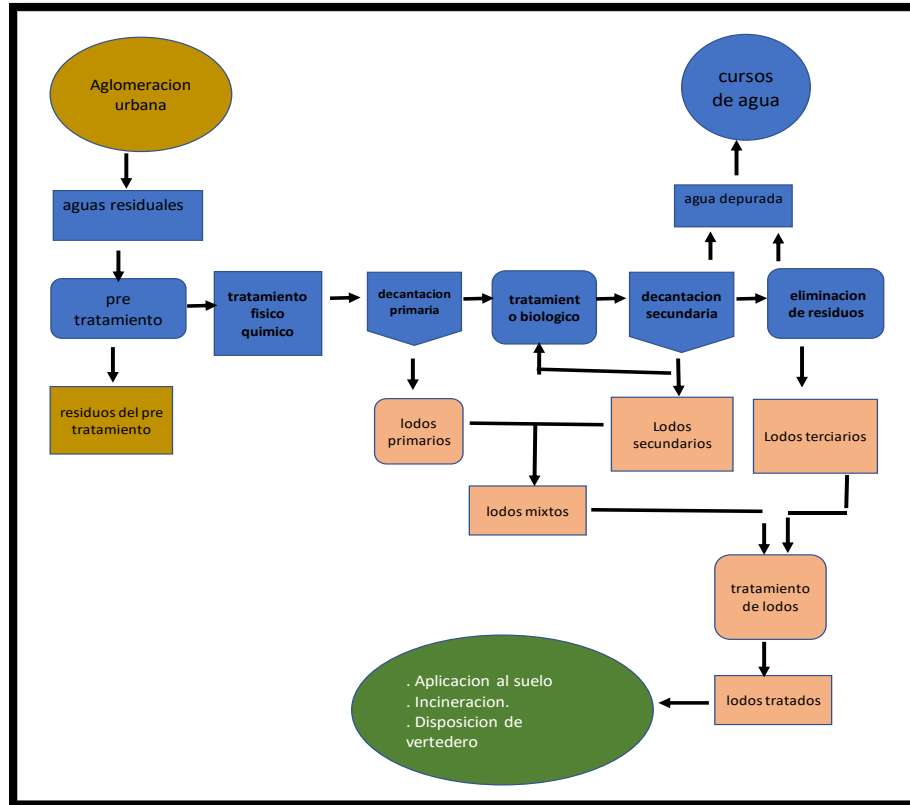 Aglomeracion
urbana
cursos
de agua
aguas residuales
agua depurada
pre
tratamiento
tratamiento
fisico
quimico
decantacion
primaria
tratamient
o biologico
decantacion
secundaria
eliminacion
de residuos
residuos del pre
tratamiento
lodos
primarios
Lodos
secundarios
Lodos terciarios
lodos mixtos
tratamiento
de lodos
lodos tratados
. Aplicacion al suelo
. Incineracion.
. Disposicion de
vertedero